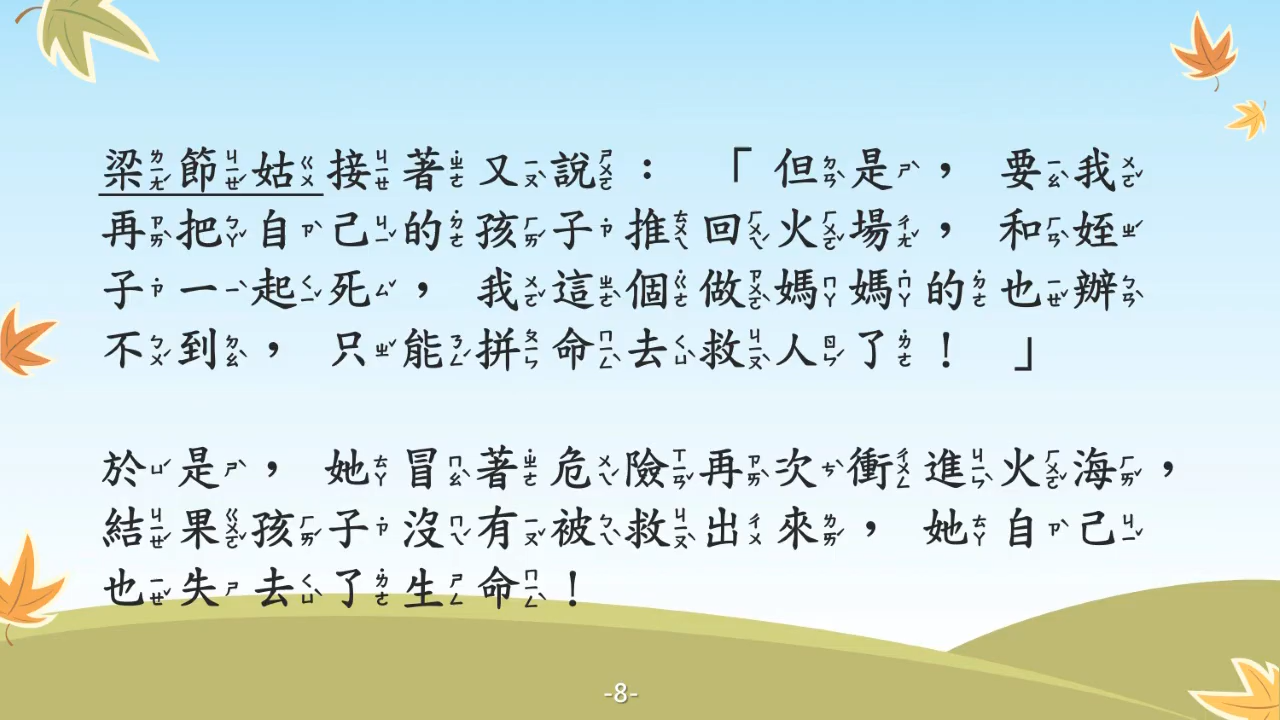 梁節姑接著又說：「但是，要我
再把自己的孩子推回火場，和姪
子一起死，我這個做媽媽的也辦
不到，只能拼命去救人了！」
於是，她冒著危險再次衝進火海，
結果孩子沒有被救出來，她自己
也失去了生命！
-8-